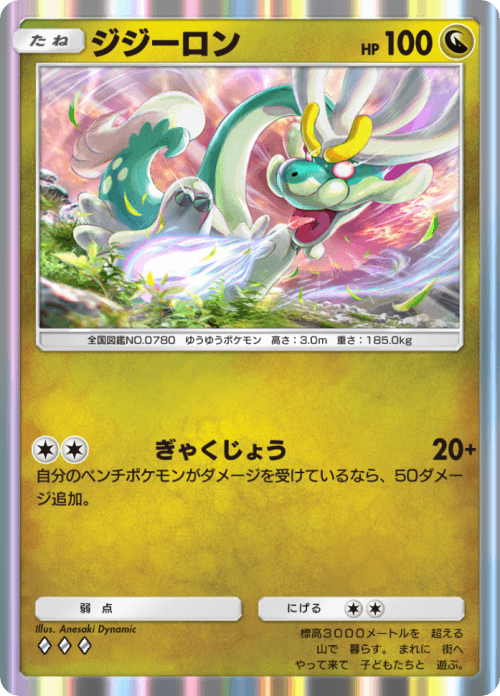 たね ジジーロン HP 100
全国図鑑NO.0780 ゆうゆうポケモン 高さ：3.0m 重さ：185.0kg
ぎゃくじょう 20+
自分のベンチポケモンがダメージを受けているなら、50ダメ
ージ追加。
弱点 にげる
Illus. Anesaki Dynamic
標高3000メートルを 超える
山で 暮らす。 まれに 街へ
やって来て 子どもたちと 遊ぶ。